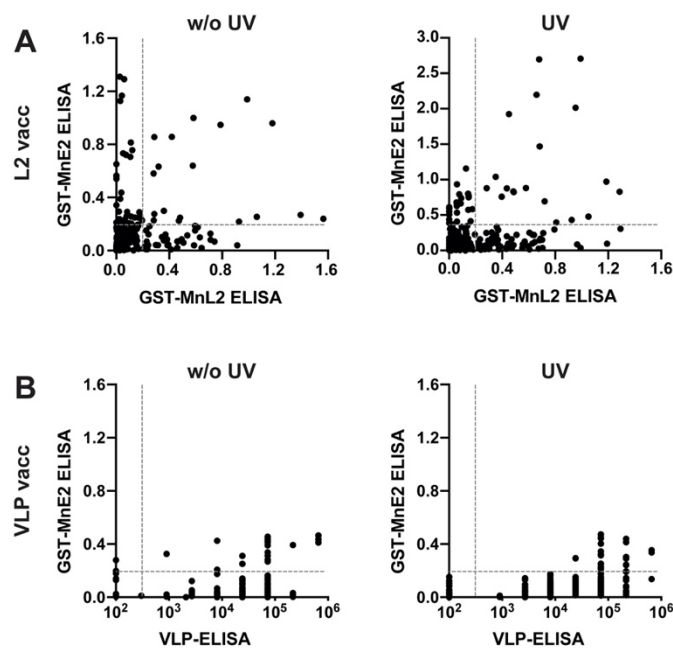 A
L2 vacc
w/o UV
GST-MnE2 ELISA
1.6
1.2
0.8
0.4
0.0
0.0 0.4 0.8 1.2 1.6
GST-MnL2 ELISA
UV
GST-MnE2 ELISA
3.0
2.5
2.0
1.5
1.0
0.5
0.0
0.0 0.4 0.8 1.2 1.6
GST-MnL2 ELISA
B
VLP vacc
w/o UV
GST-MnE2 ELISA
1.6
1.2
0.8
0.4
0.0
10² 10³ 10⁴ 10⁵ 10⁶
VLP-ELISA
UV
GST-MnE2 ELISA
1.6
1.2
0.8
0.4
0.0
10² 10³ 10⁴ 10⁵ 10⁶
VLP-ELISA